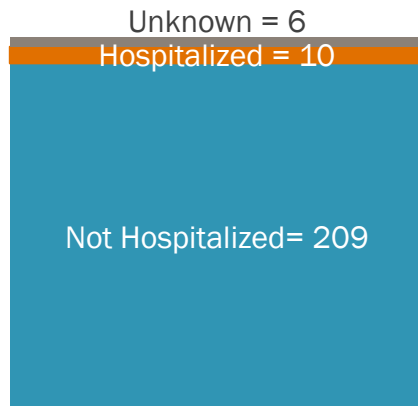 Unknown = 6
Hospitalized = 10
Not Hospitalized= 209